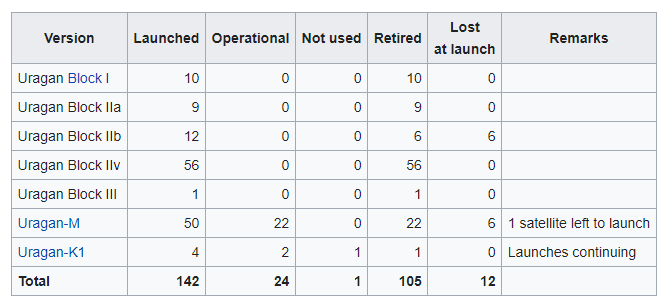 Version Launched Operational Not used Retired Lost at launch Remarks
Uragan Block I 10 0 0 10 0
Uragan Block IIa 9 0 0 9 0
Uragan Block IIb 12 0 0 6 6
Uragan Block IIv 56 0 0 56 0
Uragan Block III 1 0 0 1 0
Uragan-M 50 22 0 22 6 1 satellite left to launch
Uragan-K1 4 2 1 1 0 Launches continuing
Total 142 24 1 105 12